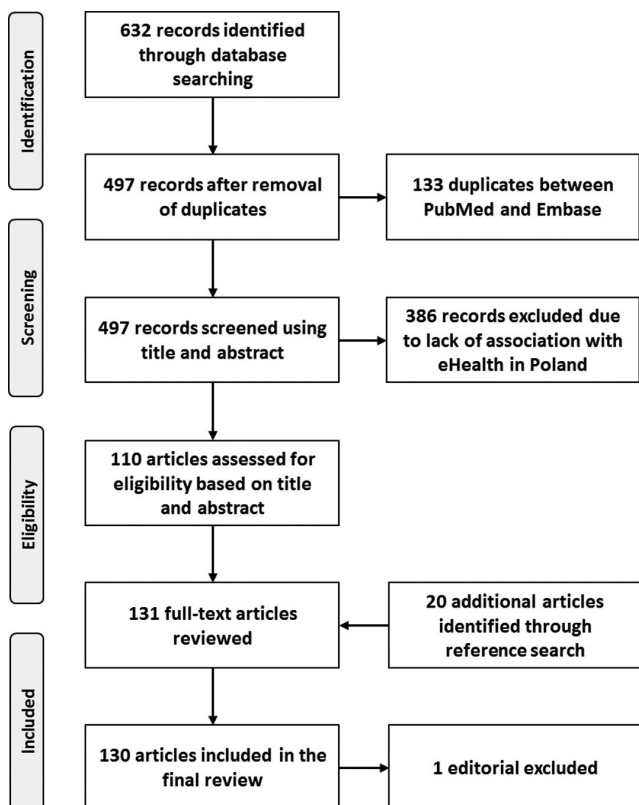 Identification
632 records identified
through database
searching
497 records after removal
of duplicates
133 duplicates between
PubMed and Embase
Screening
497 records screened using
title and abstract
386 records excluded due
to lack of association with
eHealth in Poland
Eligibility
110 articles assessed for
eligibility based on title
and abstract
131 full-text articles
reviewed
20 additional articles
identified through
reference search
Included
130 articles included in the
final review
1 editorial excluded